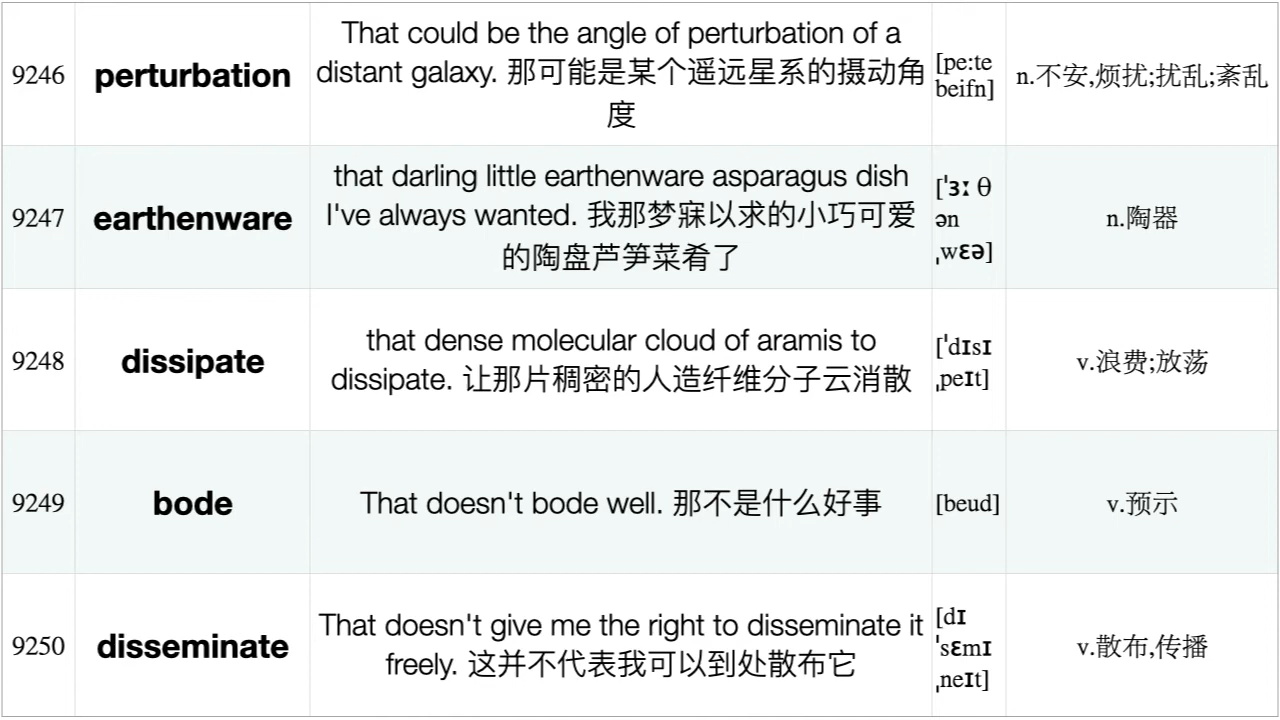 9246
perturbation
That could be the angle of perturbation of a
distant galaxy. 那可能是某个遥远星系的摄动角
度
[pe:te
beifn]
n.不安,烦扰;扰乱;紊乱
9247
earthenware
that darling little earthenware asparagus dish
I've always wanted. 我那梦寐以求的小巧可爱
的陶盘芦笋菜肴了
[ˈɜː θ
ən
ˌwɛə]
n.陶器
9248
dissipate
that dense molecular cloud of aramis to
dissipate. 让那片稠密的人造纤维分子云消散
[ˈdɪsɪ
ˌpeɪt]
v.浪费;放荡
9249
bode
That doesn't bode well. 那不是什么好事
[beud]
v.预示
9250
disseminate
That doesn't give me the right to disseminate it
freely. 这并不代表我可以到处散布它
[dɪ
ˈsɛmɪ
ˌneɪt]
v.散布,传播